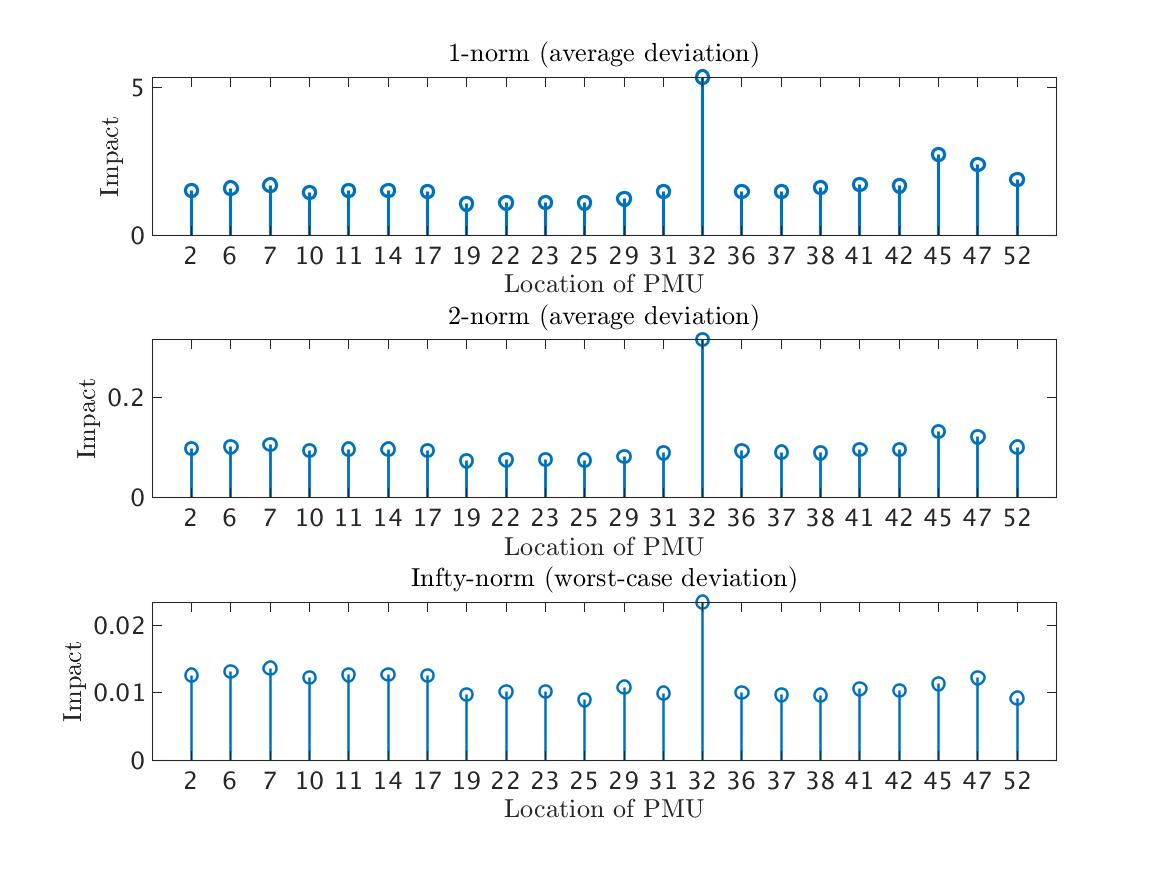 1-norm (average deviation)
5
0
Impact
2 6 7 10 11 14 17 19 22 23 25 29 31 32 36 37 38 41 42 45 47 52
Location of PMU
2-norm (average deviation)
0.2
0
Impact
2 6 7 10 11 14 17 19 22 23 25 29 31 32 36 37 38 41 42 45 47 52
Location of PMU
Infty-norm (worst-case deviation)
0.02
0.01
0
Impact
2 6 7 10 11 14 17 19 22 23 25 29 31 32 36 37 38 41 42 45 47 52
Location of PMU